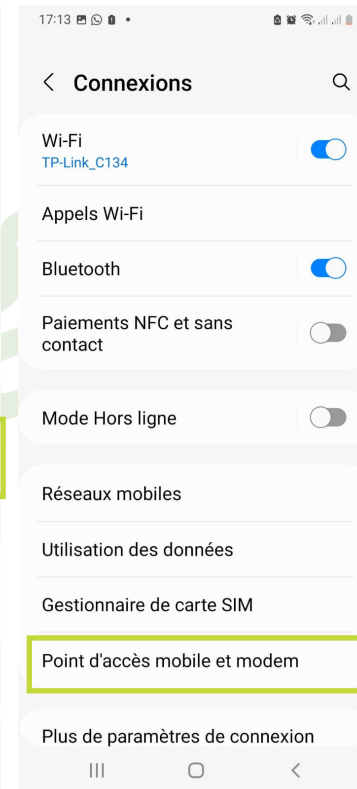 17:13
Connexions
Wi-Fi
TP-Link_C134
Appels Wi-Fi
Bluetooth
Paiements NFC et sans
contact
Mode Hors ligne
Réseaux mobiles
Utilisation des données
Gestionnaire de carte SIM
Point d'accès mobile et modem
Plus de paramètres de connexion